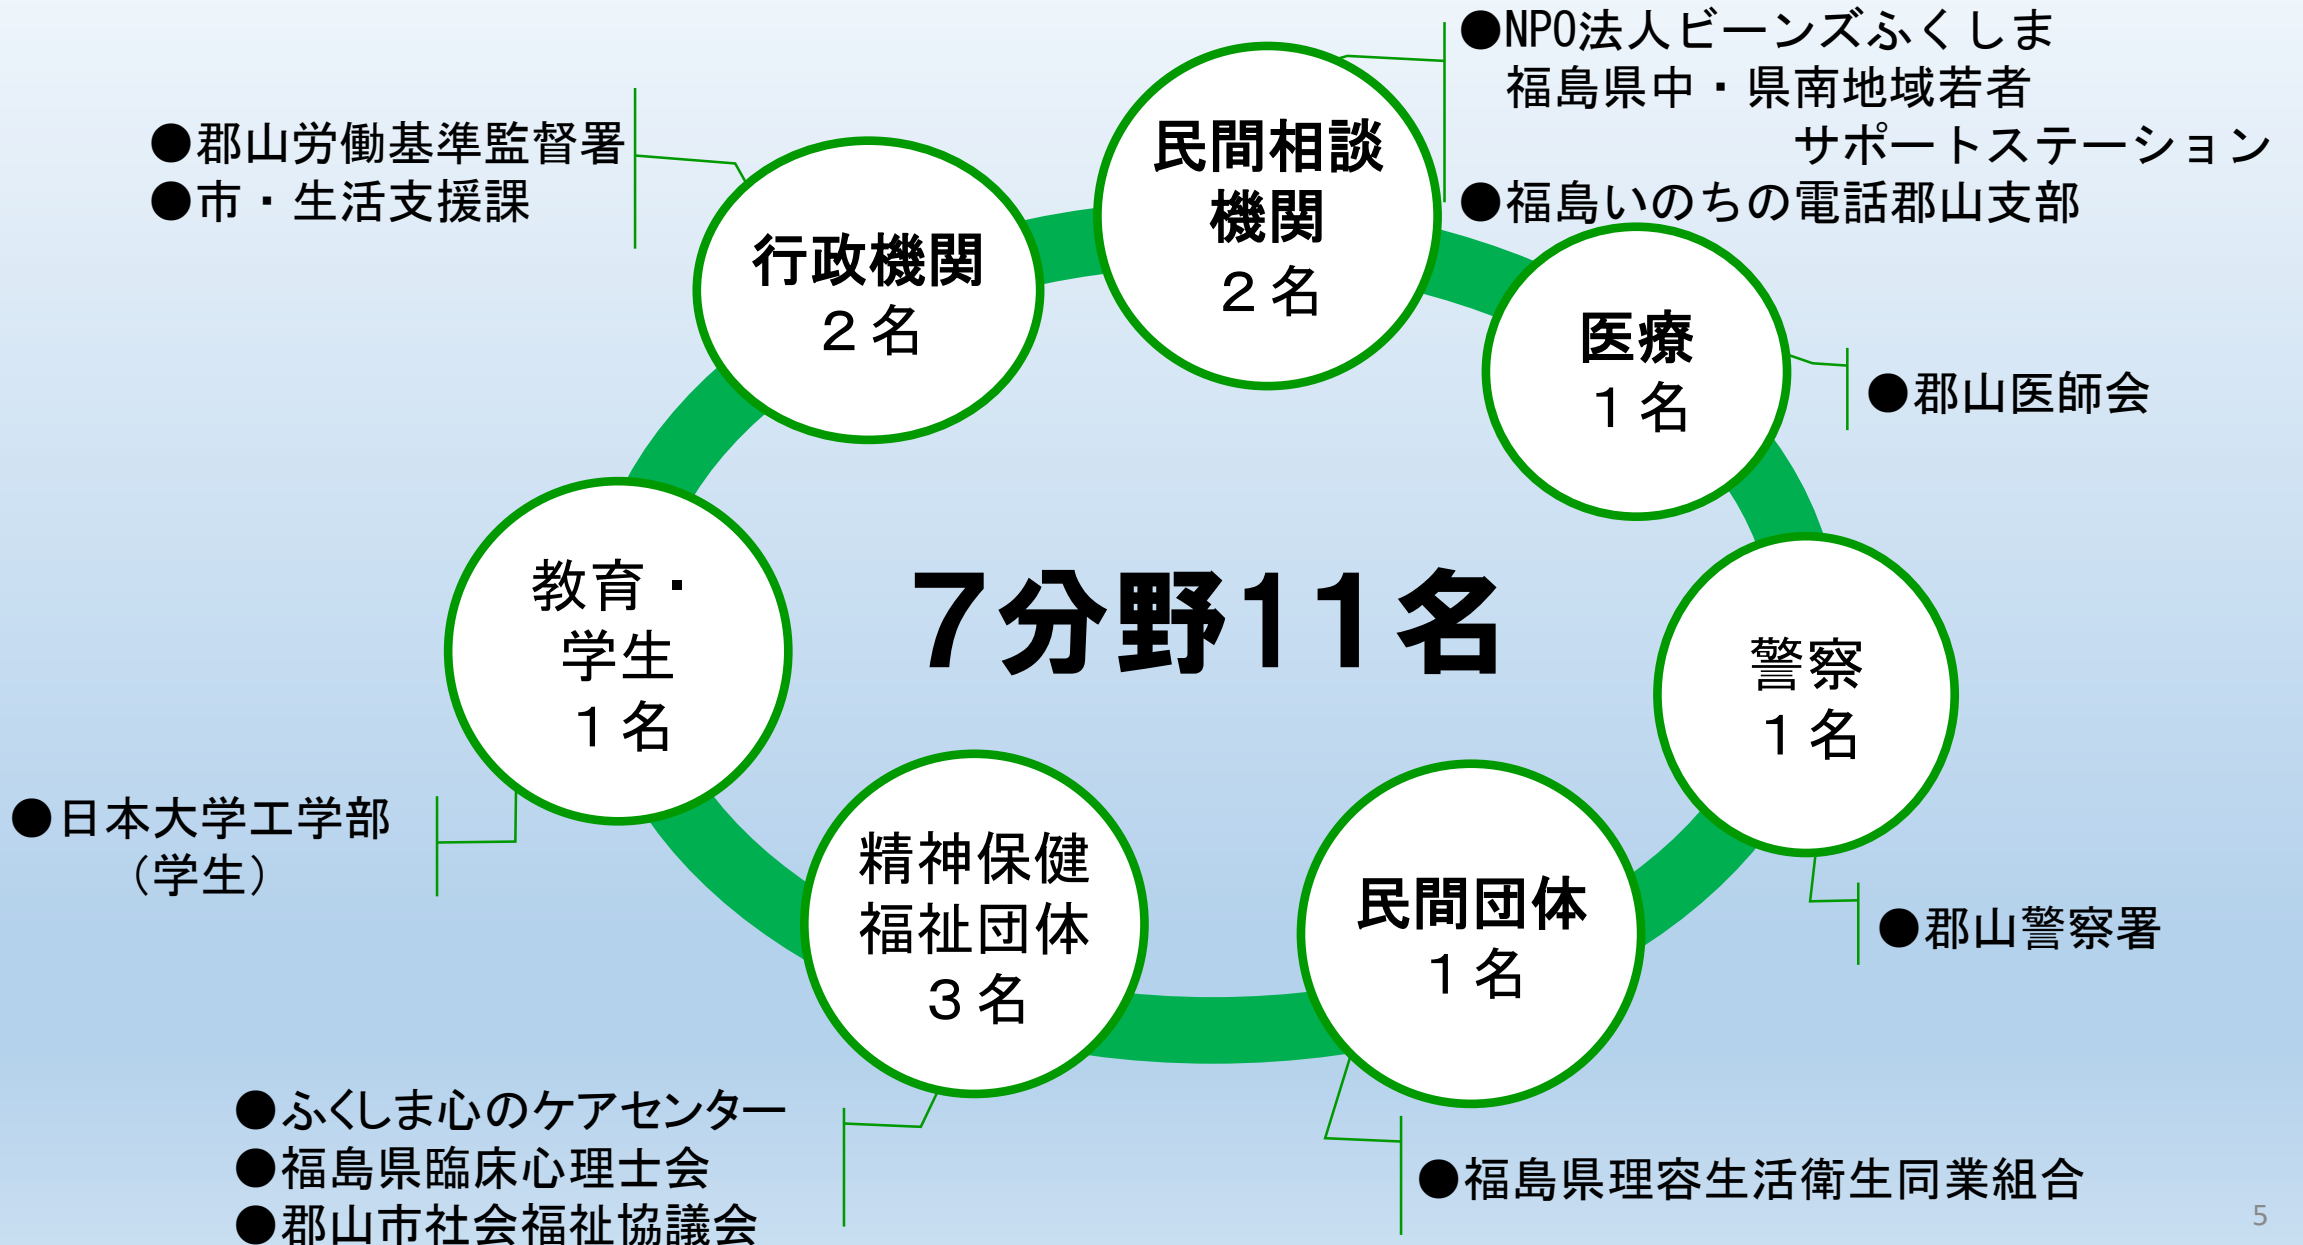 ●NPO法人ビーンズふくしま
福島県中・県南地域若者
サポートステーション
●福島いのちの電話郡山支部
●郡山労働基準監督署
●市・生活支援課
民間相談
機関
２名
行政機関
２名
医療
１名
●郡山医師会
教育・
学生
１名
7分野11名
警察
１名
●日本大学工学部
（学生）
精神保健
福祉団体
３名
民間団体
１名
●郡山警察署
●ふくしま心のケアセンター
●福島県臨床心理士会
●郡山市社会福祉協議会
●福島県理容生活衛生同業組合
5